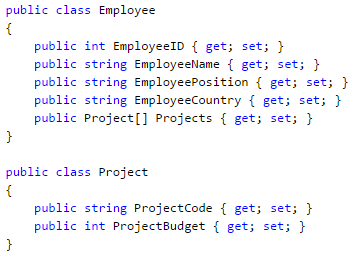 public class Employee
{
    public int EmployeeID { get; set; }
    public string EmployeeName { get; set; }
    public string EmployeePosition { get; set; }
    public string EmployeeCountry { get; set; }
    public Project[] Projects { get; set; }
}

public class Project
{
    public string ProjectCode { get; set; }
    public int ProjectBudget { get; set; }
}